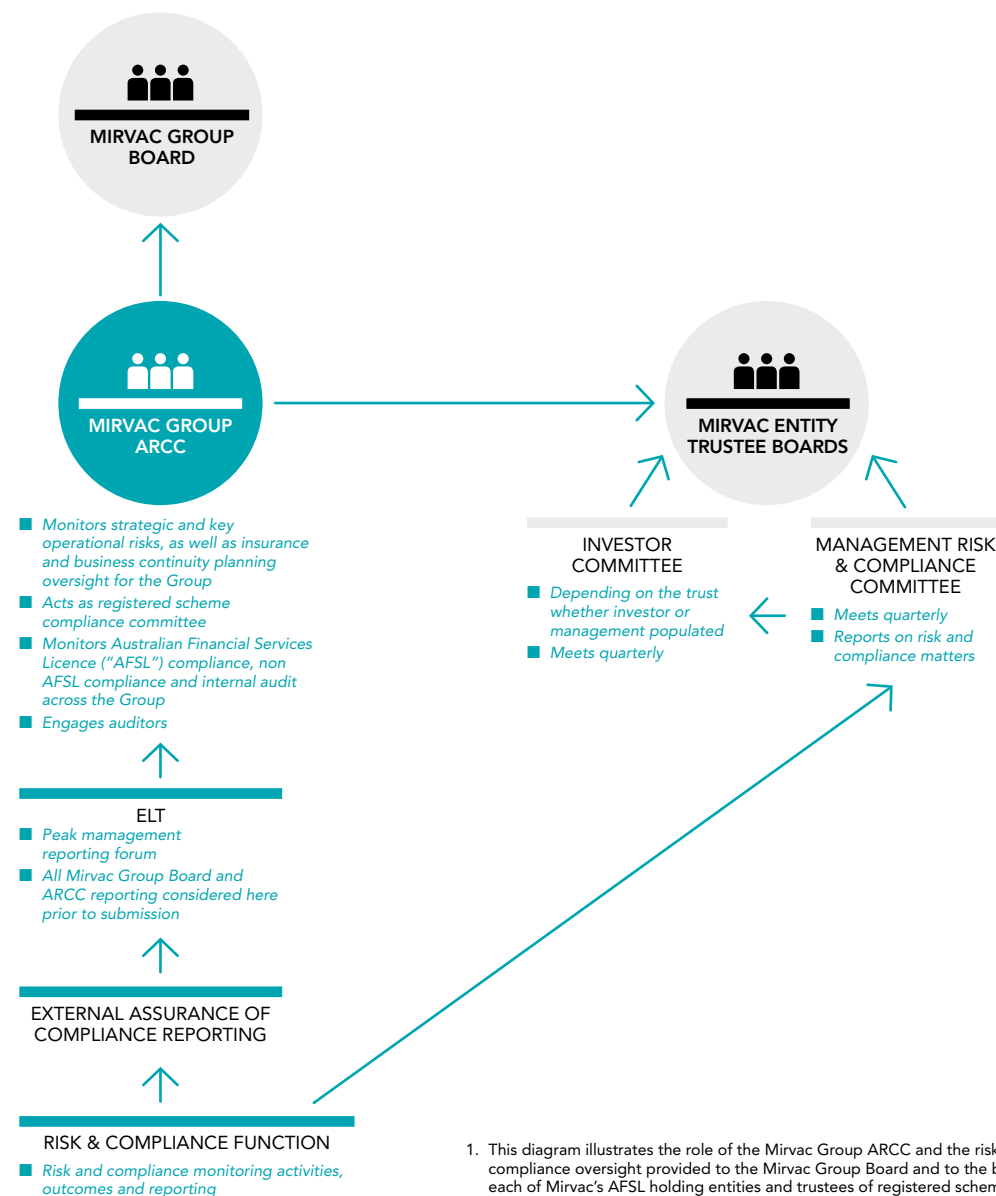 MIRVAC GROUP
BOARD
MIRVAC GROUP
ARCC
■ Monitors strategic and key
operational risks, as well as insurance
and business continuity planning
oversight for the Group
■ Acts as registered scheme
compliance committee
■ Monitors Australian Financial Services
Licence ("AFSL") compliance, non
AFSL compliance and internal audit
across the Group
■ Engages auditors
ELT
■ Peak mamagement
reporting forum
■ All Mirvac Group Board and
ARCC reporting considered here
prior to submission
EXTERNAL ASSURANCE OF
COMPLIANCE REPORTING
RISK & COMPLIANCE FUNCTION
■ Risk and compliance monitoring activities,
outcomes and reporting
MIRVAC ENTITY
TRUSTEE BOARDS
INVESTOR
COMMITTEE
■ Depending on the trust
whether investor or
management populated
■ Meets quarterly
MANAGEMENT RISK
& COMPLIANCE
COMMITTEE
■ Meets quarterly
■ Reports on risk and
compliance matters
1. This diagram illustrates the role of the Mirvac Group ARCC and the risk
compliance oversight provided to the Mirvac Group Board and to the
each of Mirvac's AFSL holding entities and trustees of registered